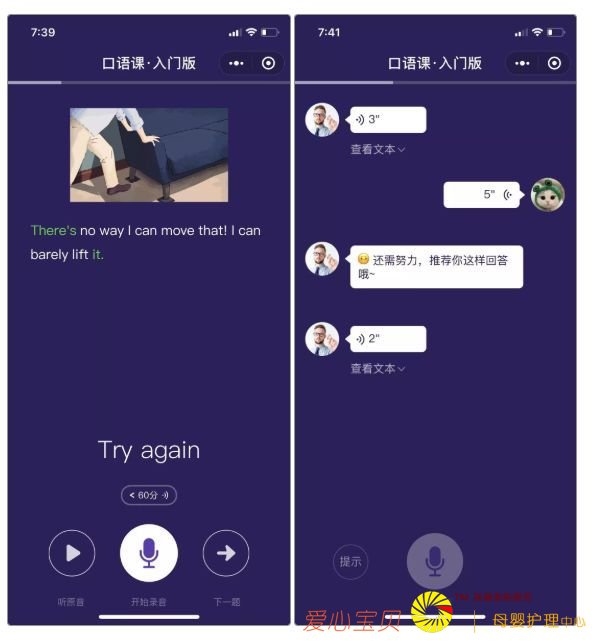 7:39
口语课·入门版
There's no way I can move that! I can
barely lift it.
Try again
< 60分
听原音
开始录音
下一题
7:41
口语课·入门版
3"
查看文本
5"
还需努力，推荐你这样回答
哦~
2"
查看文本
提示
爱心宝贝
TM
母婴护理中心